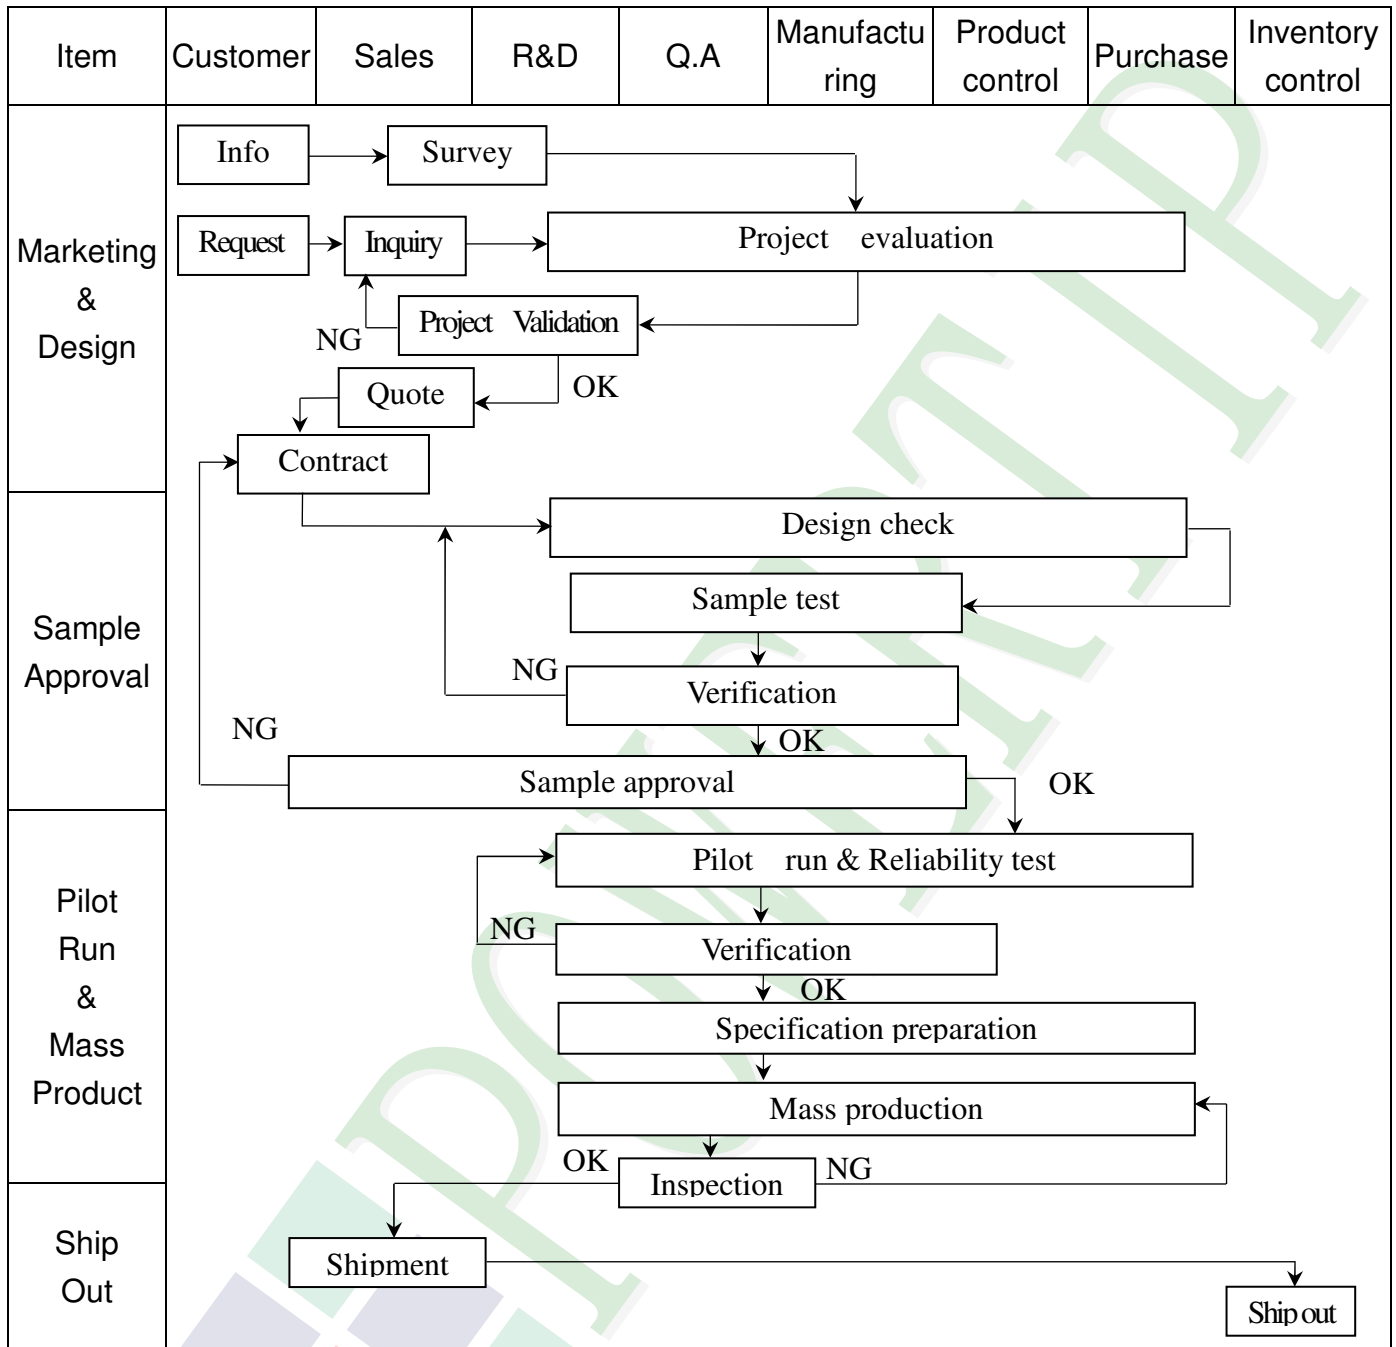 Item
Customer
Sales
R&D
Q.A
Manufactu
ring
Product
control
Purchase
Inventory
control
Marketing
&
Design
Info
Survey
Request
Inquiry
Project evaluation
NG
Project Validation
Quote
OK
Contract
Sample
Approval
Design check
Sample test
NG
Verification
NG
OK
Sample approval
OK
Pilot
Run
&
Mass
Product
Pilot run & Reliability test
NG
Verification
OK
Specification preparation
Mass production
OK
Inspection
NG
Ship
Out
Shipment
Ship out
POWERTIP